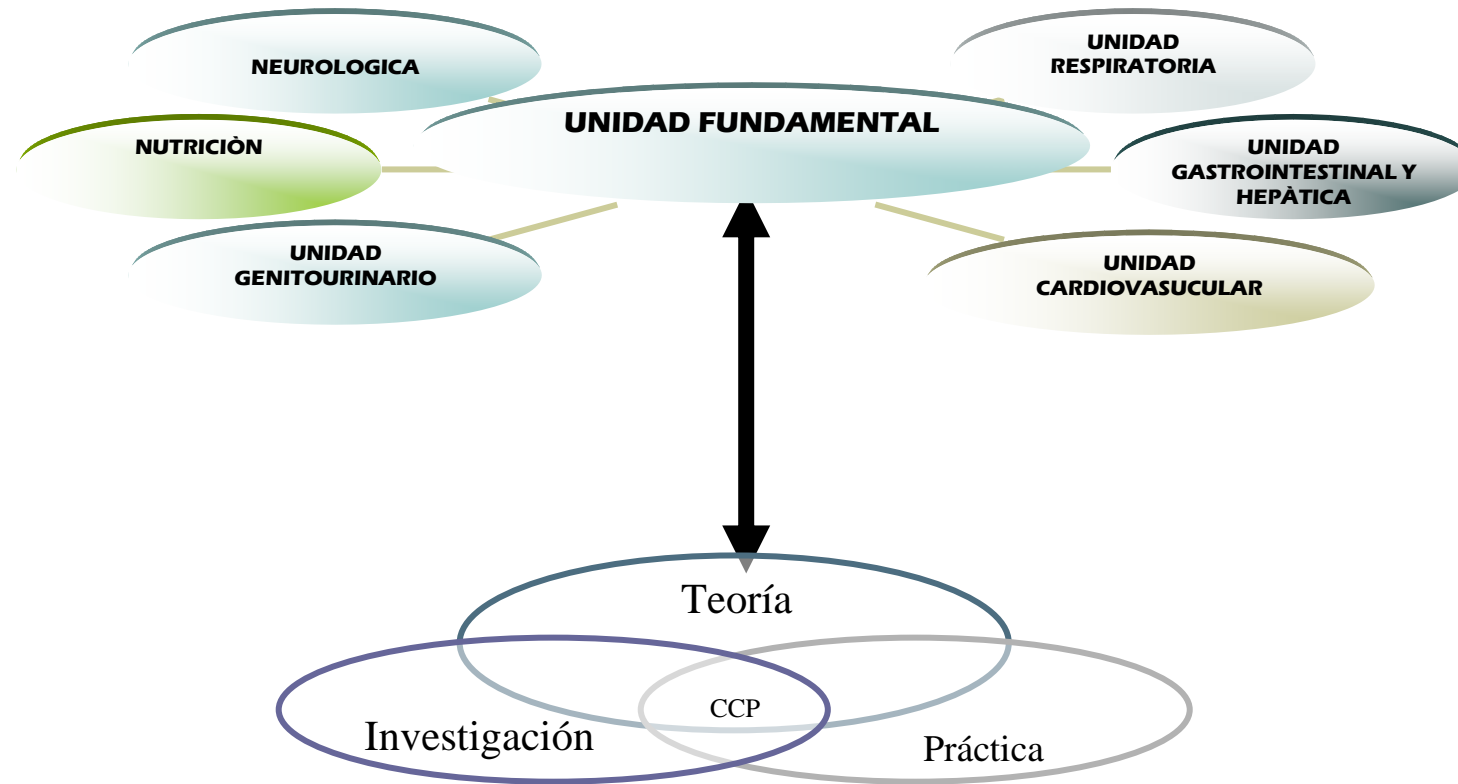 NEUROLOGICA
UNIDAD
RESPIRATORIA
UNIDAD FUNDAMENTAL
NUTRICIÒN
UNIDAD
GASTROINTESTINAL Y
HEPÀTICA
UNIDAD
GENITOURINARIO
UNIDAD
CARDIOVASUCULAR
Teoría
CCP
Investigación
Práctica